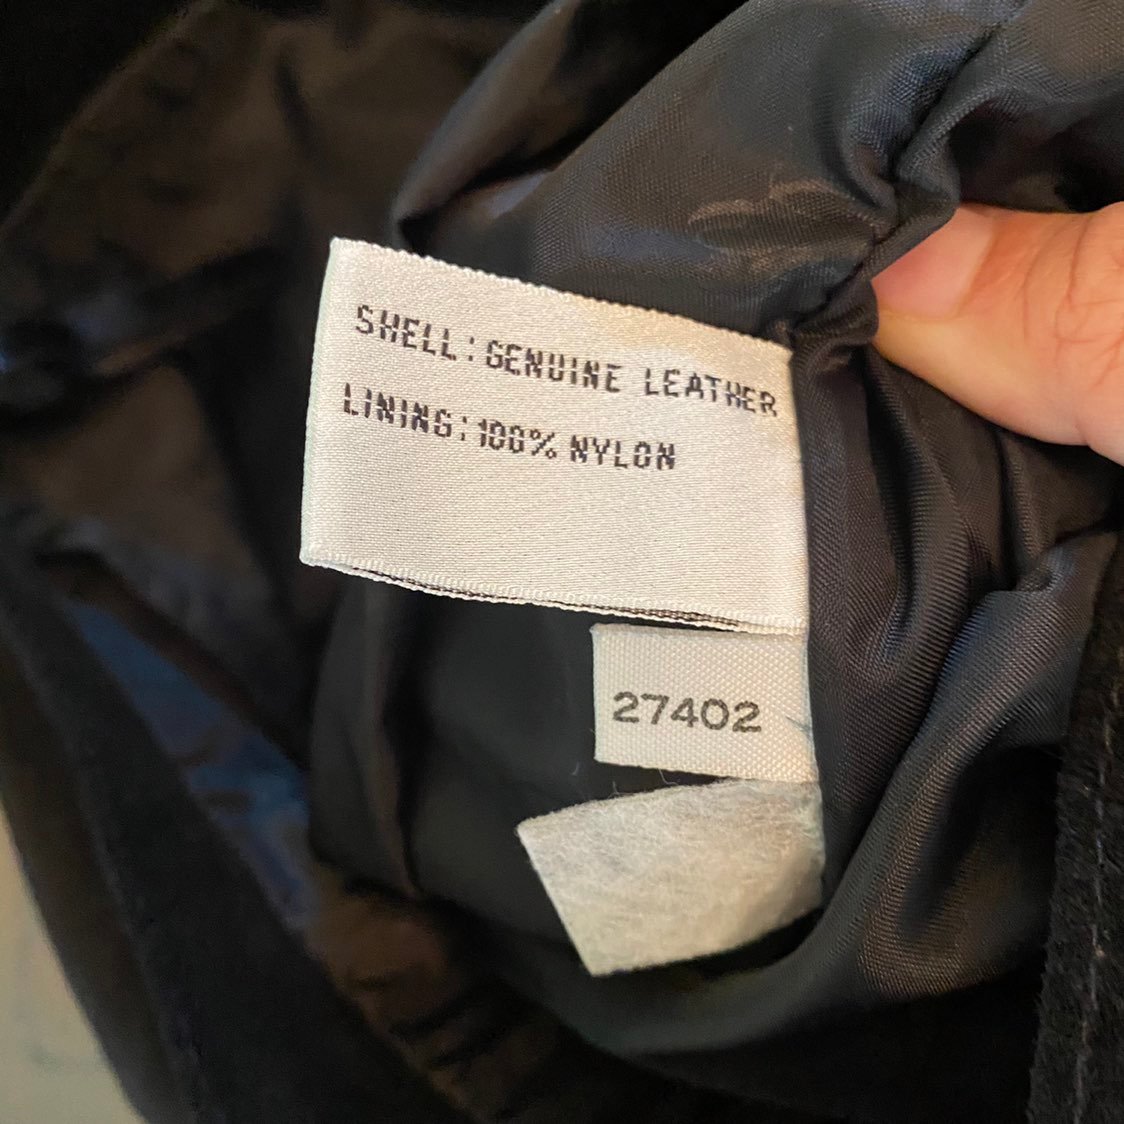 SHELL: GENUINE LEATHER
LINING: 100% NYLON
27402